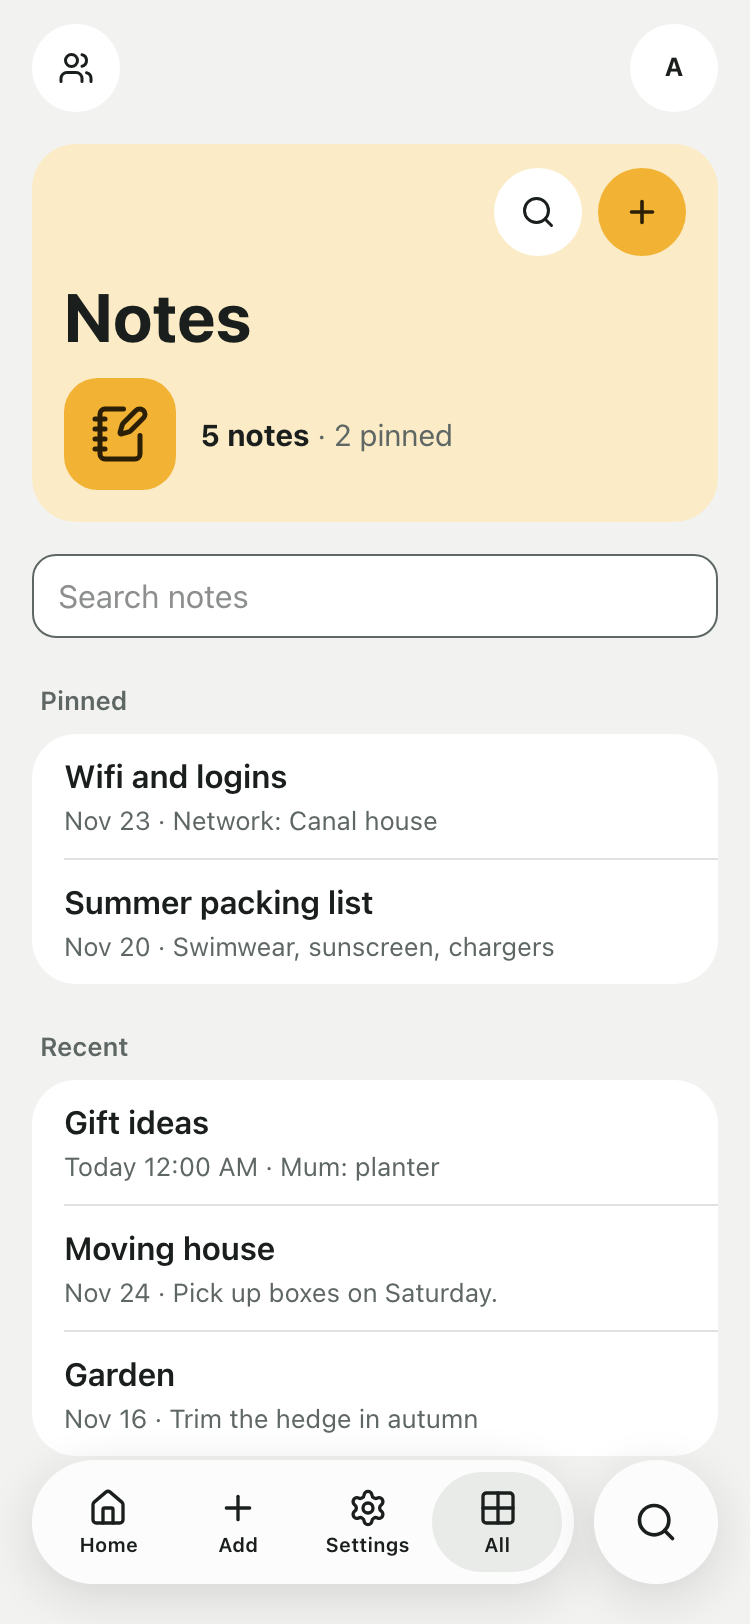 A
Notes
5 notes · 2 pinned
Search notes
Pinned
Wifi and logins
Nov 23 · Network: Canal house
Summer packing list
Nov 20 · Swimwear, sunscreen, chargers
Recent
Gift ideas
Today 12:00 AM · Mum: planter
Moving house
Nov 24 · Pick up boxes on Saturday.
Garden
Nov 16 · Trim the hedge in autumn
Home Add Settings All